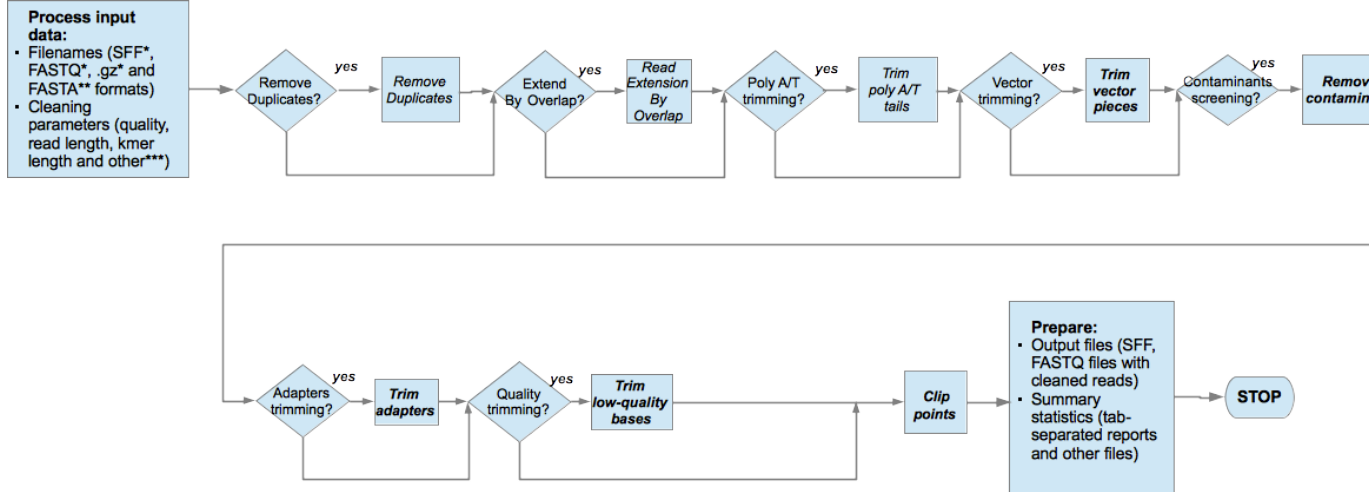 Process input
data:
• Filenames (SFF*,
FASTQ*, .gz* and
FASTA** formats)
• Cleaning
parameters (quality,
read length, kmer
length and other***)
Remove
Duplicates?
yes
Remove
Duplicates
Extend
By Overlap?
yes
Read
Extension
By
Overlap
Poly A/T
trimming?
yes
Trim
poly A/T
tails
Vector
trimming?
yes
Trim
vector
pieces
Contaminants
screening?
yes
Adapters
trimming?
yes
Trim
adapters
Quality
trimming?
yes
Trim
low-quality
bases
Clip
points
Prepare:
• Output files (SFF,
FASTQ files with
cleaned reads)
• Summary
statistics (tab-
separated reports
and other files)
STOP